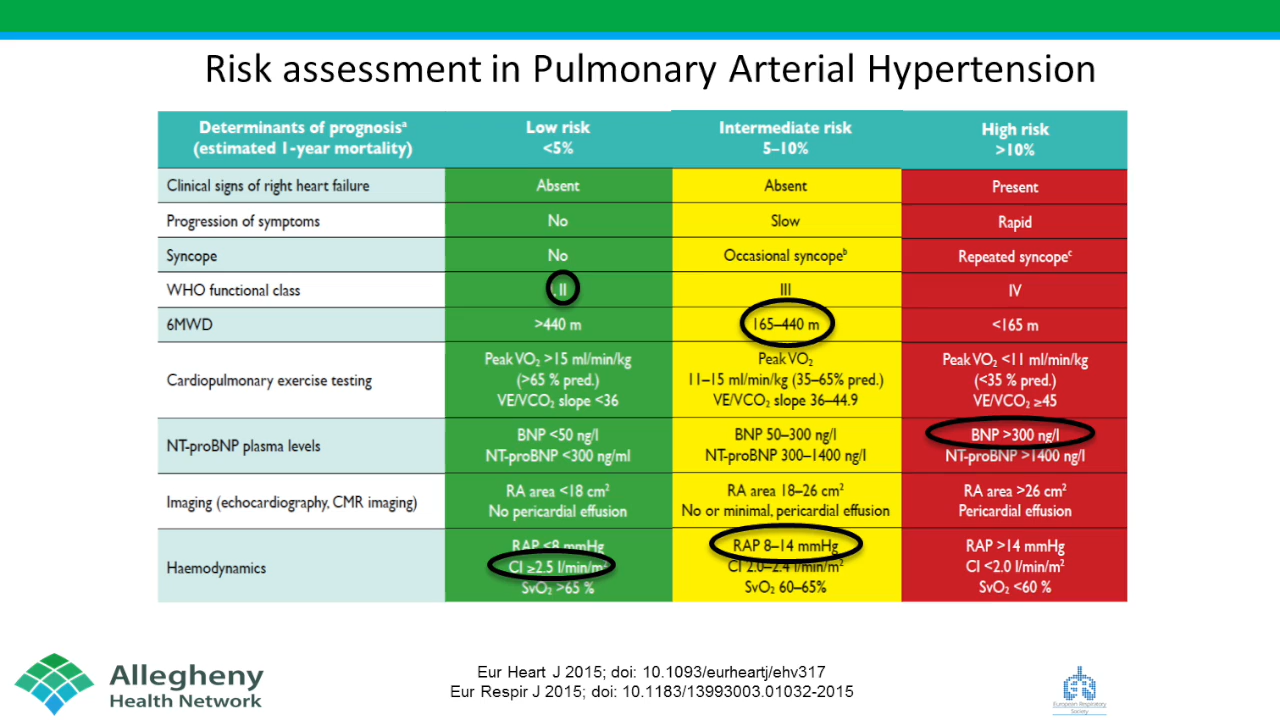 Risk assessment in Pulmonary Arterial Hypertension
Determinants of prognosisᵃ
(estimated 1-year mortality)
Low risk
<5%
Intermediate risk
5–10%
High risk
>10%
Clinical signs of right heart failure
Absent
Absent
Present
Progression of symptoms
No
Slow
Rapid
Syncope
No
Occasional syncopeᵇ
Repeated syncopeᶜ
WHO functional class
II
III
IV
6MWD
>440 m
165–440 m
<165 m
Cardiopulmonary exercise testing
Peak VO₂ >15 ml/min/kg
(>65 % pred.)
VE/VCO₂ slope <36
Peak VO₂
11–15 ml/min/kg (35–65% pred.)
VE/VCO₂ slope 36–44.9
Peak VO₂ <11 ml/min/kg
(<35 % pred.)
VE/VCO₂ ≥45
NT-proBNP plasma levels
BNP <50 ng/l
NT-proBNP <300 ng/ml
BNP 50–300 ng/l
NT-proBNP 300–1400 ng/l
BNP >300 ng/l
NT-proBNP >1400 ng/l
Imaging (echocardiography, CMR imaging)
RA area <18 cm²
No pericardial effusion
RA area 18–26 cm²
No or minimal, pericardial effusion
RA area >26 cm²
Pericardial effusion
Haemodynamics
RAP <8 mmHg
CI ≥2.5 l/min/m²
SvO₂ >65 %
RAP 8–14 mmHg
CI 2.0–2.4 l/min/m²
SvO₂ 60–65%
RAP >14 mmHg
CI <2.0 l/min/m²
SvO₂ <60 %
Allegheny
Health Network
Eur Heart J 2015; doi: 10.1093/eurheartj/ehv317
Eur Respir J 2015; doi: 10.1183/13993003.01032-2015
European Respiratory
Society